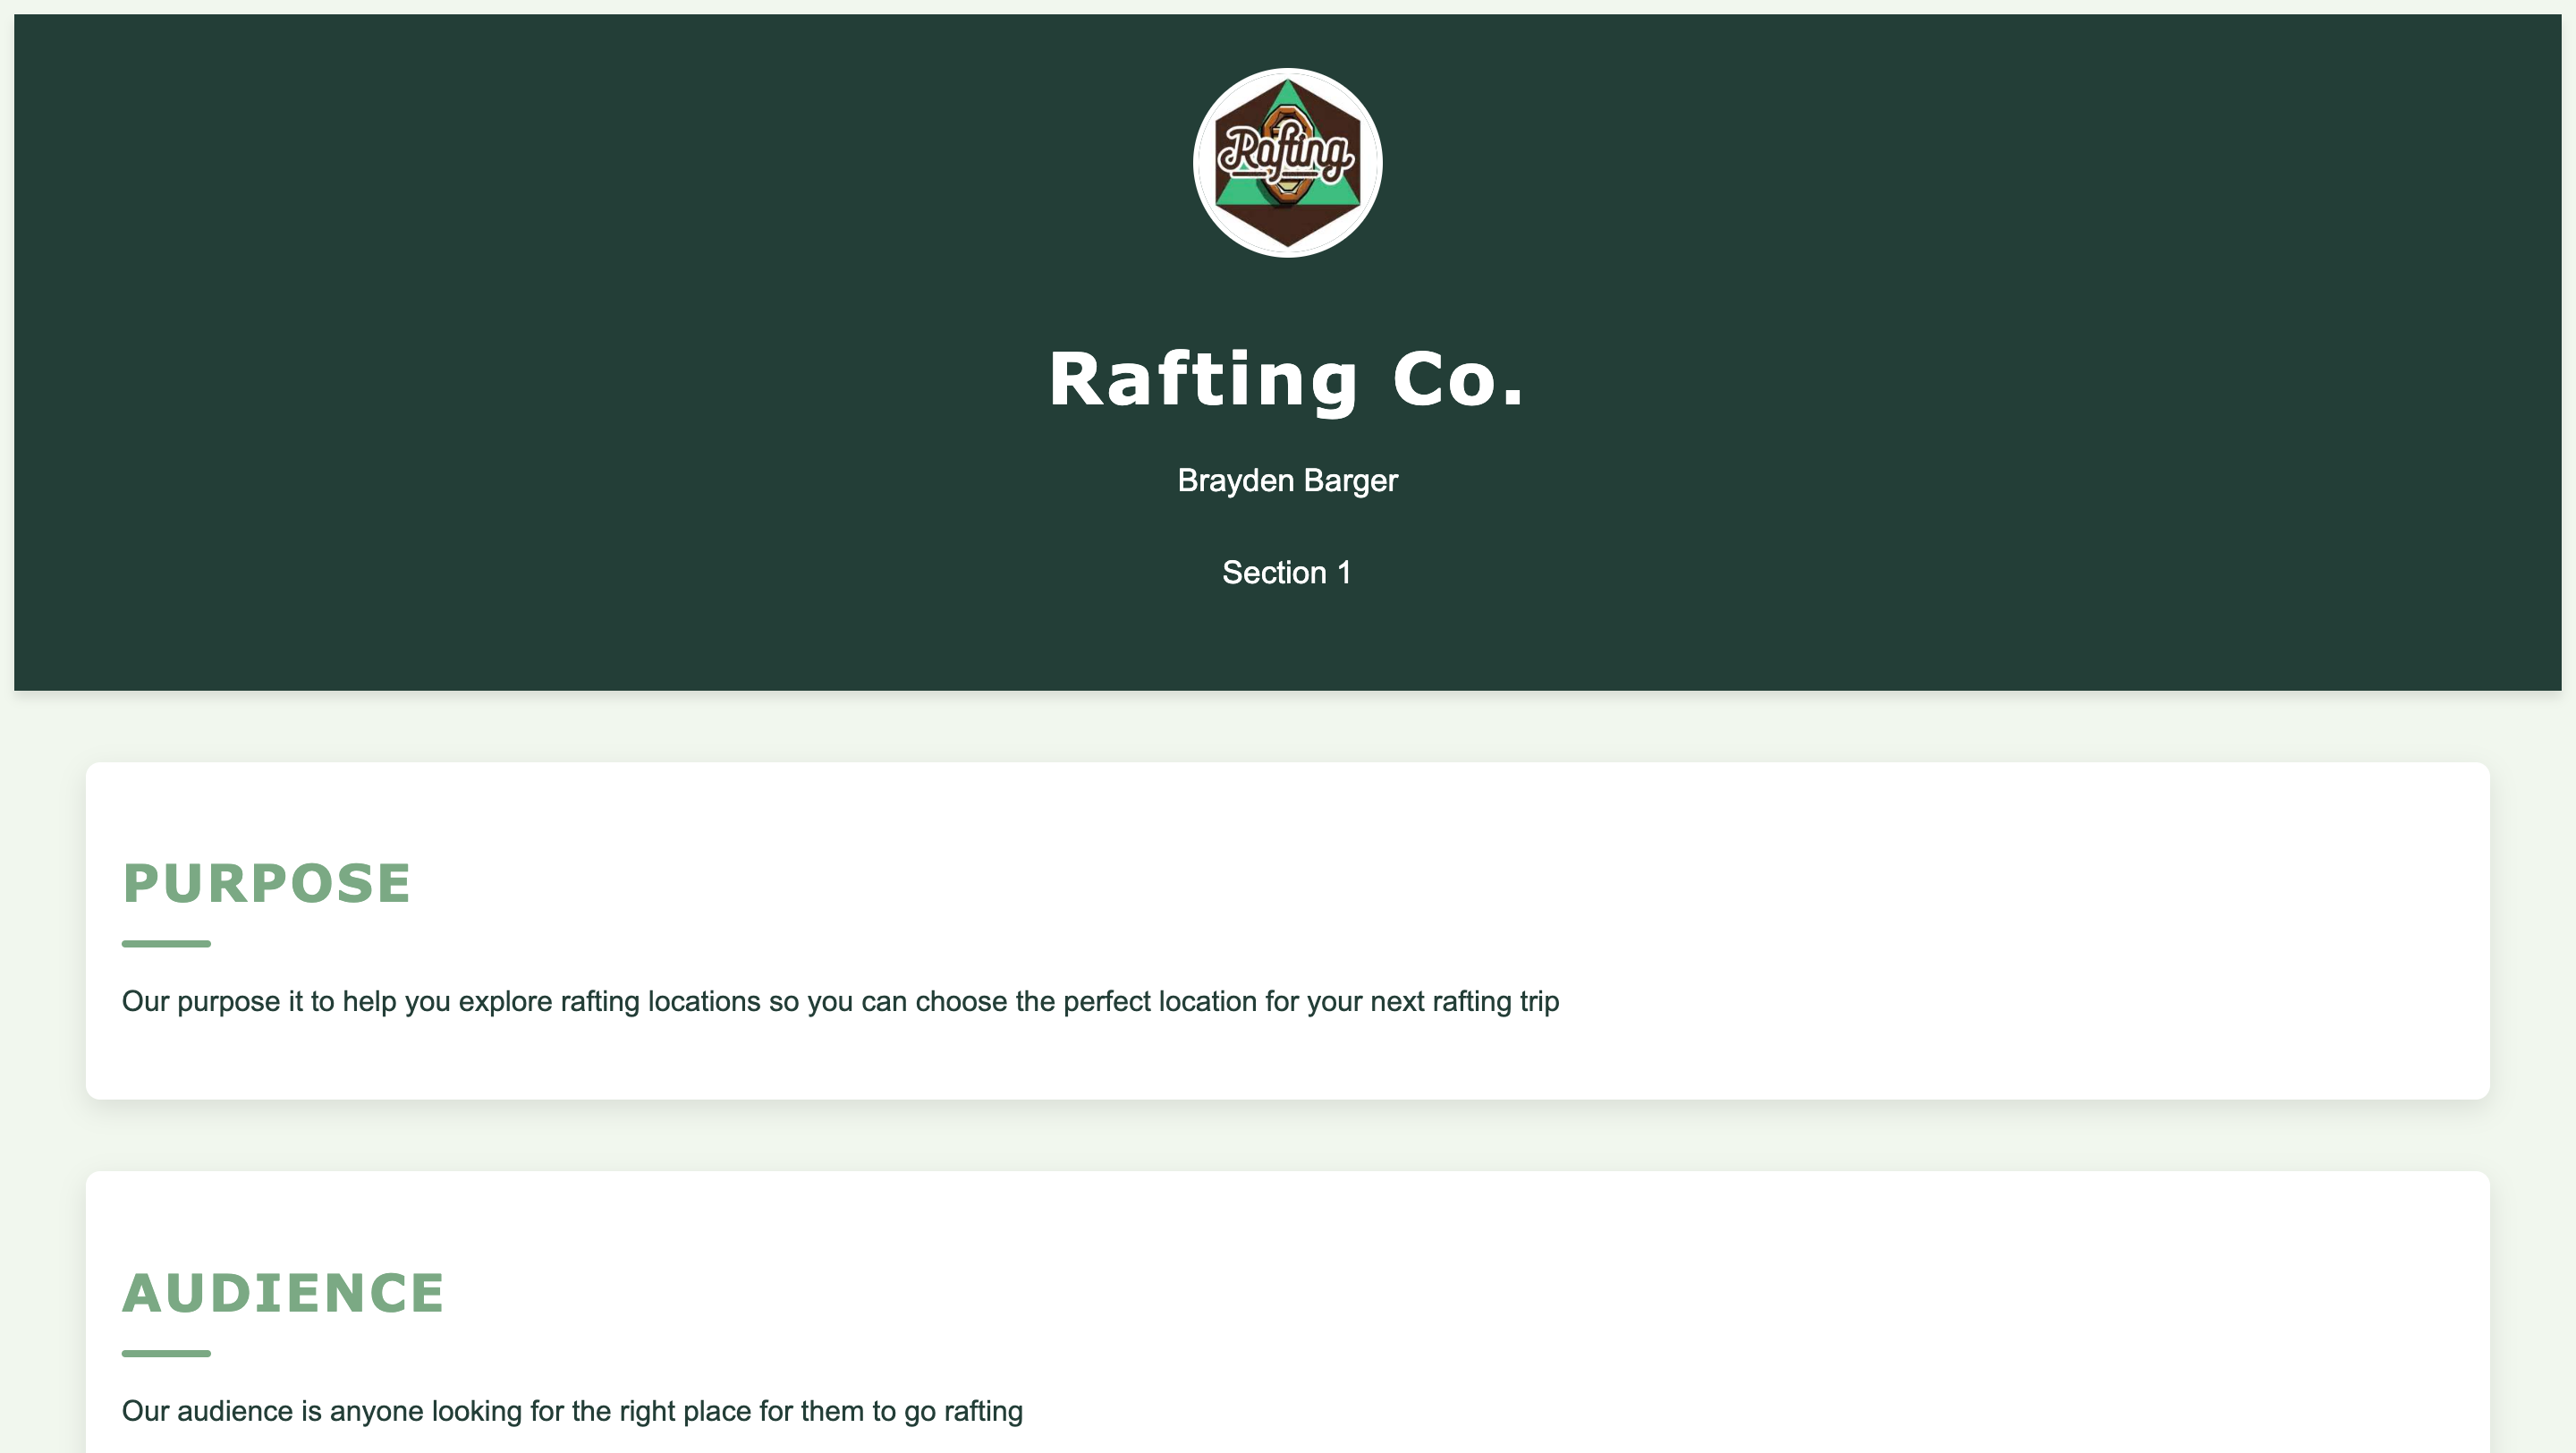 Rafting
Rafting Co.
Brayden Barger
Section 1
PURPOSE
Our purpose it to help you explore rafting locations so you can choose the perfect location for your next rafting trip
AUDIENCE
Our audience is anyone looking for the right place for them to go rafting